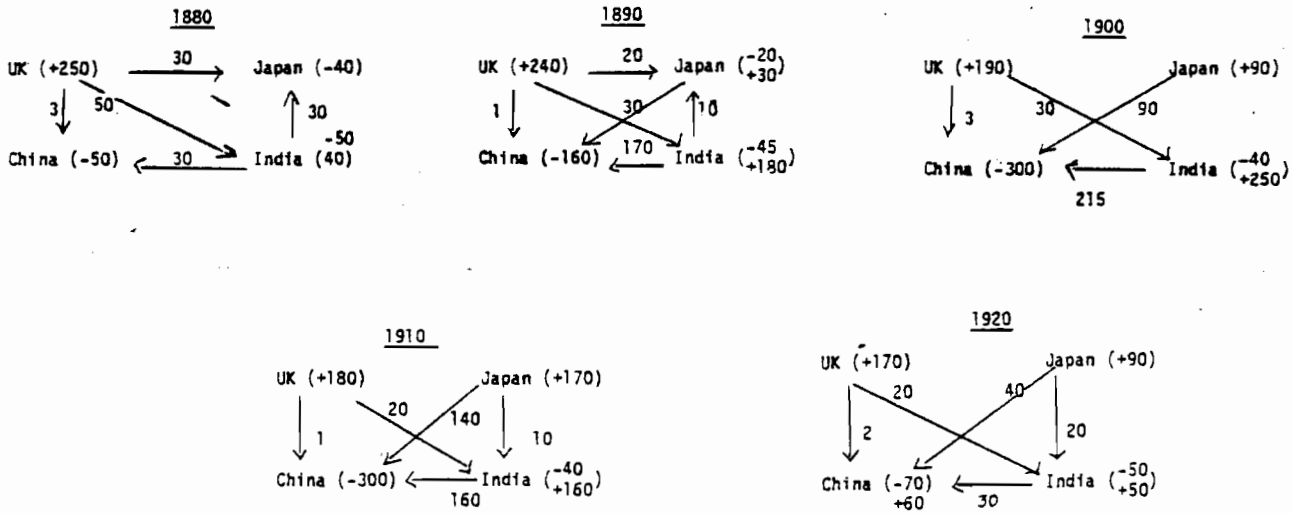 1880
UK (+250) 30 Japan (-40)
3 50 30
-50
China (-50) 30 India (40)
1890
UK (+240) 20 Japan (-20
+30)
1 30 10
China (-160) 170 India (-45
+180)
1900
UK (+190) Japan (+90)
3 30 90
China (-300) India (-40
+250)
215
1910
UK (+180) Japan (+170)
20 140
1 10
China (-300) India (-40
+160)
160
1920
UK (+170) Japan (+90)
20 40
2 20
China (-70) India (-50
+60 30 +50)